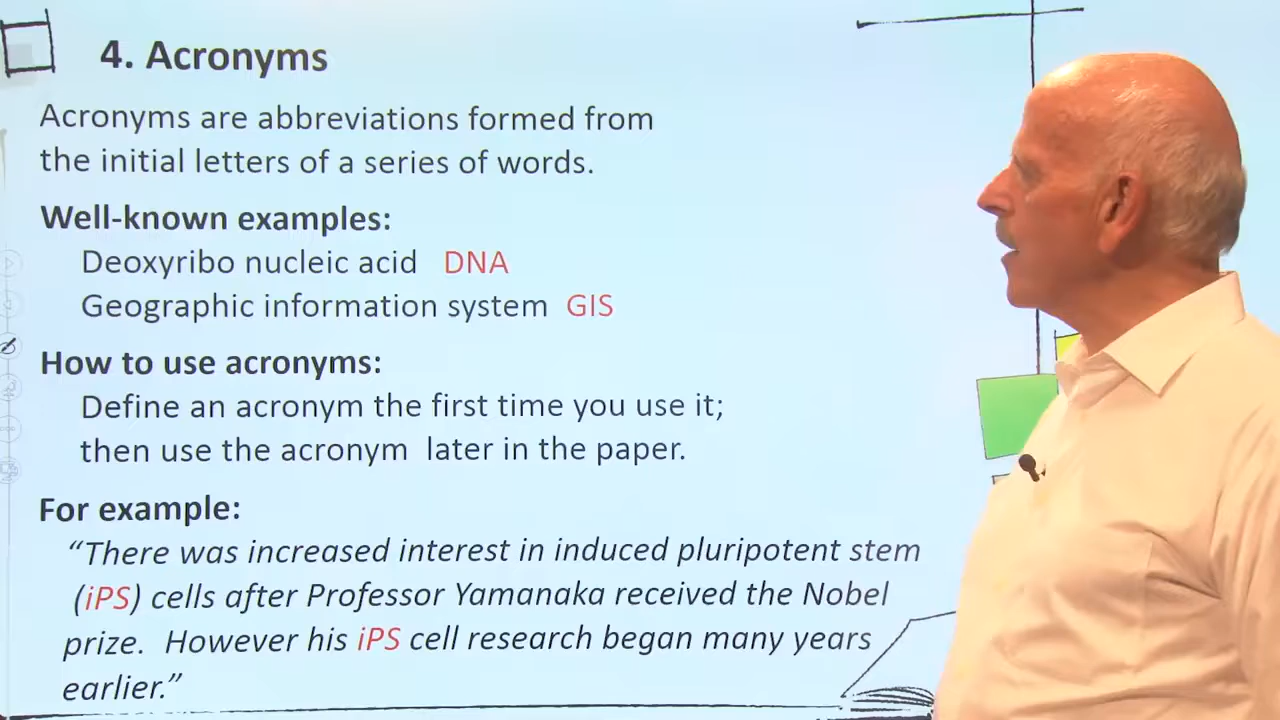 4. Acronyms
Acronyms are abbreviations formed from
the initial letters of a series of words.
Well-known examples:
Deoxyribo nucleic acid DNA
Geographic information system GIS
How to use acronyms:
Define an acronym the first time you use it;
then use the acronym later in the paper.
For example:
“There was increased interest in induced pluripotent stem
(iPS) cells after Professor Yamanaka received the Nobel
prize. However his iPS cell research began many years
earlier.”